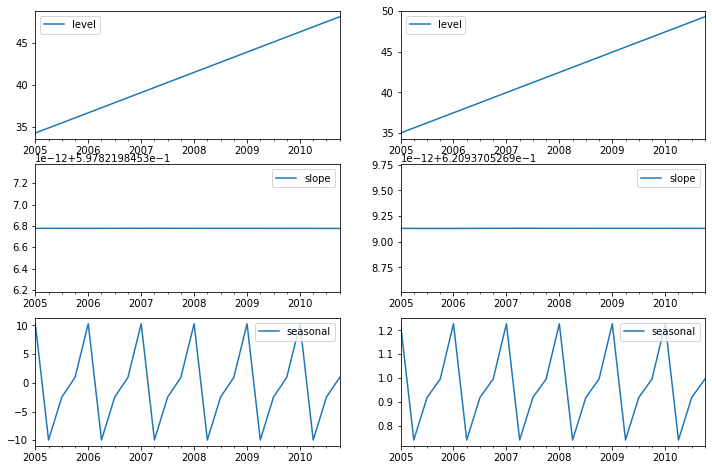 level
45
40
35
2005 2006 2007 2008 2009 2010
level
50
45
40
35
2005 2006 2007 2008 2009 2010
1e−12+5.9782198453e−1
slope
7.2
7.0
6.8
6.6
6.4
6.2
2005 2006 2007 2008 2009 2010
1e−12+6.2093705269e−1
slope
9.75
9.50
9.25
9.00
8.75
2005 2006 2007 2008 2009 2010
seasonal
10
5
0
−5
−10
2005 2006 2007 2008 2009 2010
seasonal
1.2
1.1
1.0
0.9
0.8
2005 2006 2007 2008 2009 2010